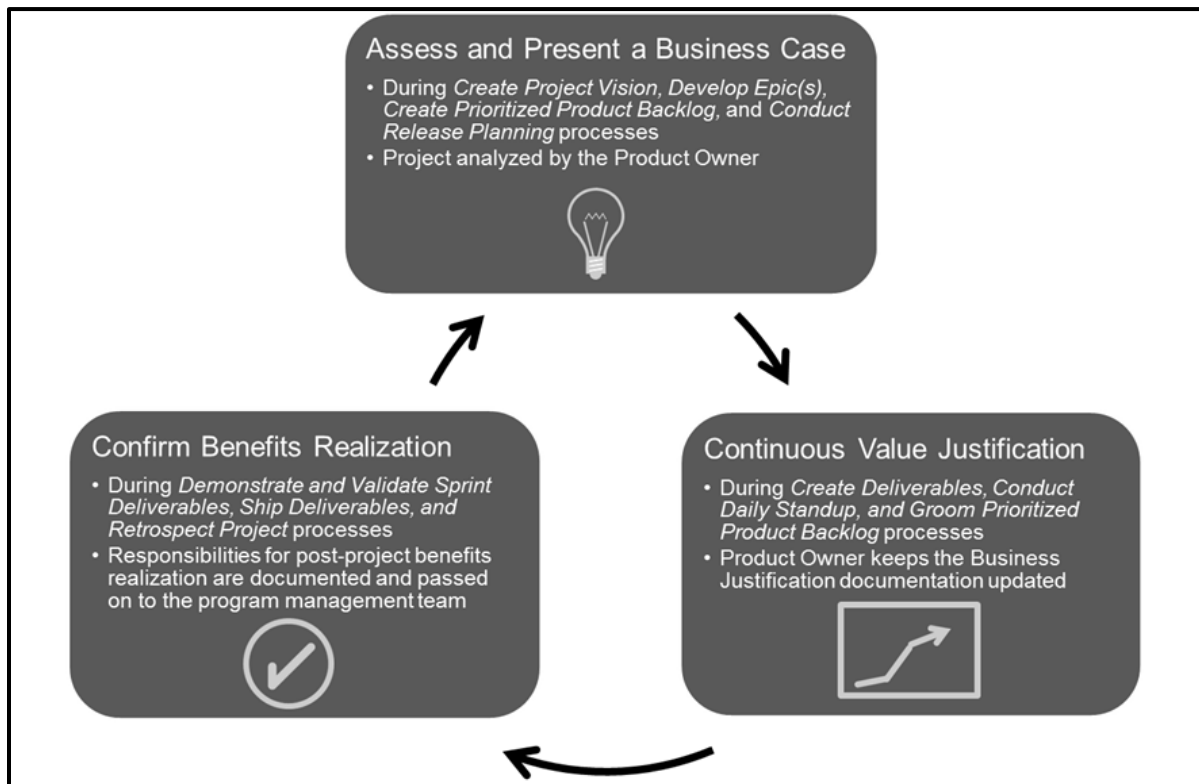 Assess and Present a Business Case
• During Create Project Vision, Develop Epic(s),
Create Prioritized Product Backlog, and Conduct
Release Planning processes
• Project analyzed by the Product Owner
Confirm Benefits Realization
• During Demonstrate and Validate Sprint
Deliverables, Ship Deliverables, and
Retrospect Project processes
• Responsibilities for post-project benefits
realization are documented and passed
on to the program management team
Continuous Value Justification
• During Create Deliverables, Conduct
Daily Standup, and Groom Prioritized
Product Backlog processes
• Product Owner keeps the Business
Justification documentation updated